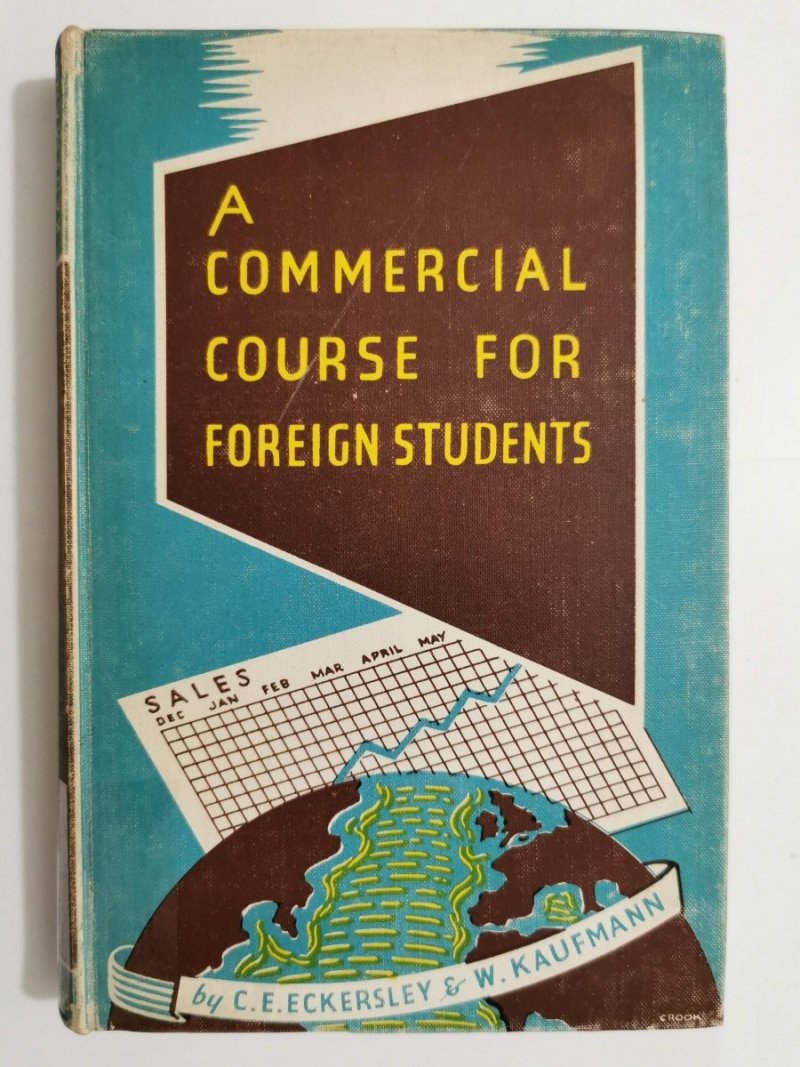 A
COMMERCIAL
COURSE FOR
FOREIGN STUDENTS
SALES
DEC JAN FEB MAR APRIL MAY
by C.E.ECKERSLEY & W. KAUFMANN
CROOK